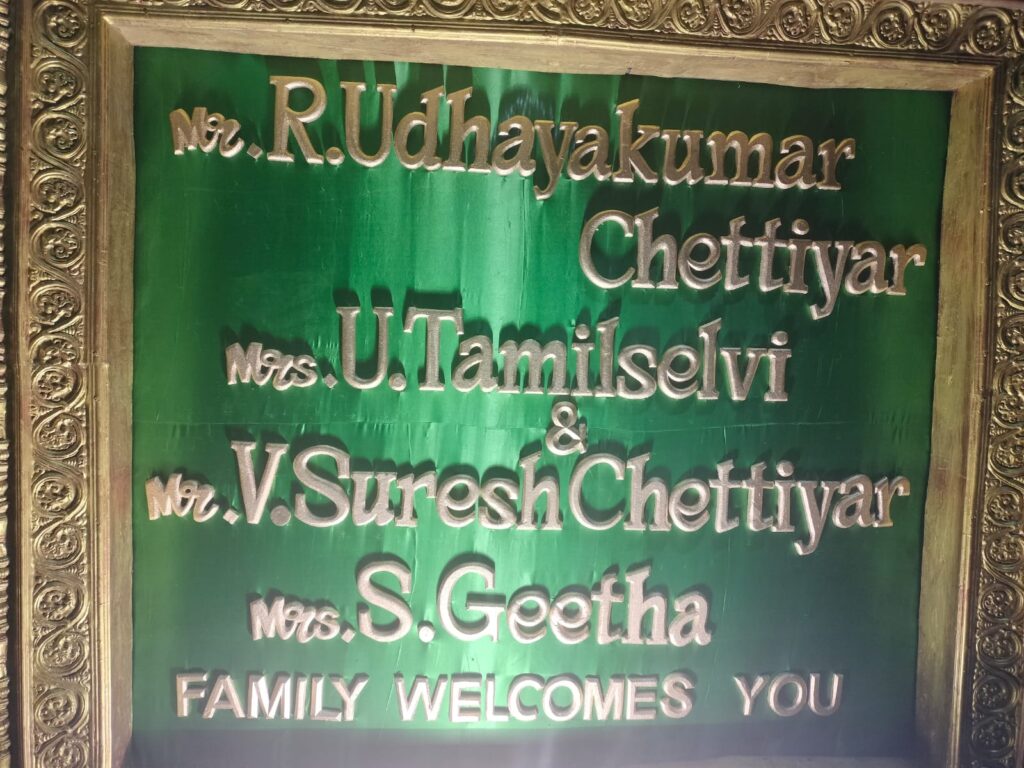 Mr. R. Udhayakumar
Chettiyar
Mrs. U. Tamilselvi
&
Mr. V. Suresh Chettiyar
Mrs. S. Geetha
FAMILY WELCOMES YOU